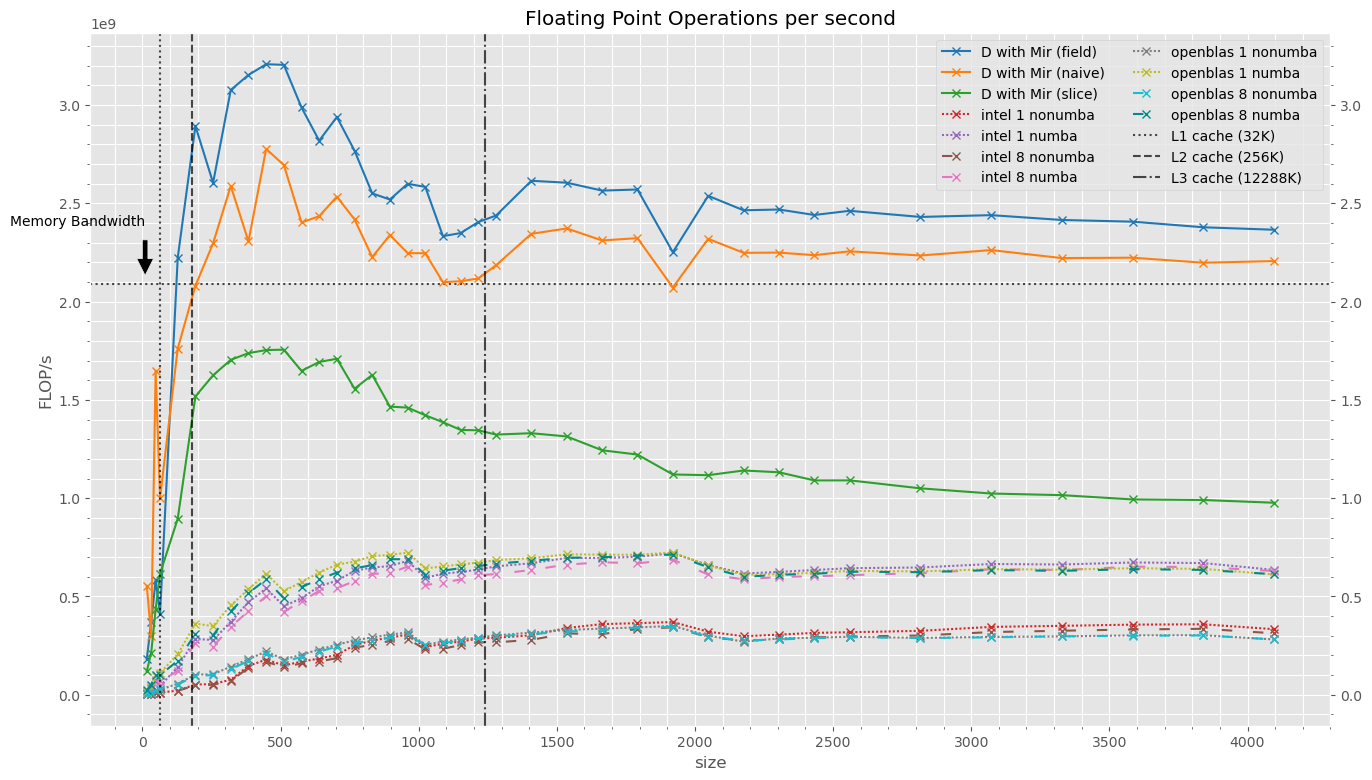 Floating Point Operations per second
1e9
D with Mir (field)
D with Mir (naive)
D with Mir (slice)
intel 1 nonumba
intel 1 numba
intel 8 nonumba
intel 8 numba
openblas 1 nonumba
openblas 1 numba
openblas 8 nonumba
openblas 8 numba
L1 cache (32K)
L2 cache (256K)
L3 cache (12288K)
Memory Bandwidth
FLOP/s
3.0
2.5
2.0
1.5
1.0
0.5
0.0
3.0
2.5
2.0
1.5
1.0
0.5
0.0
0 500 1000 1500 2000 2500 3000 3500 4000
size